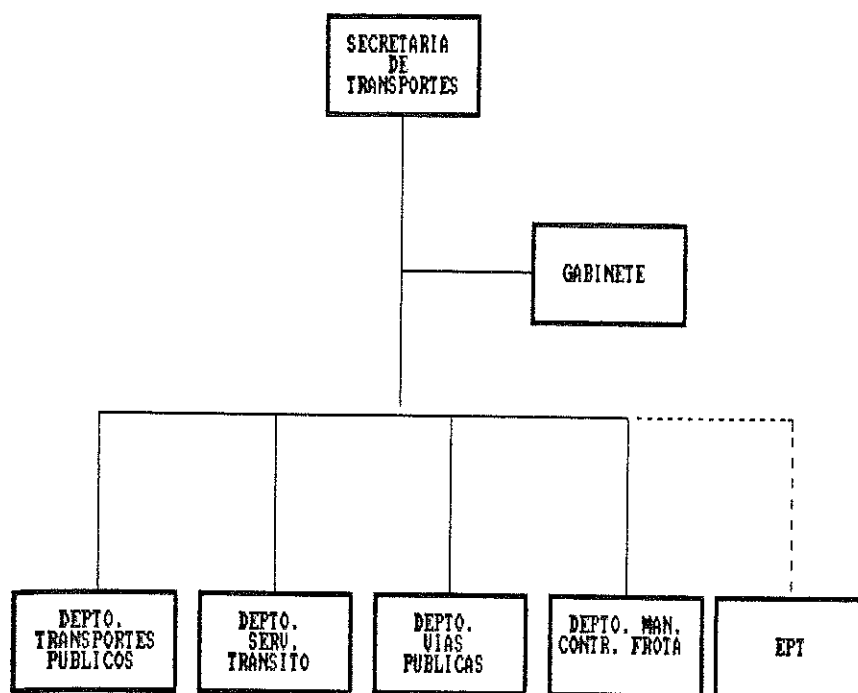 SECRETARIA
DE
TRANSPORTES
GABINETE
DEPTO.
TRANSPORTES
PUBLICOS
DEPTO.
SERV.
TRANSITO
DEPTO.
VIAS
PUBLICAS
DEPTO. MAN.
CONTR. FROTA
EPT